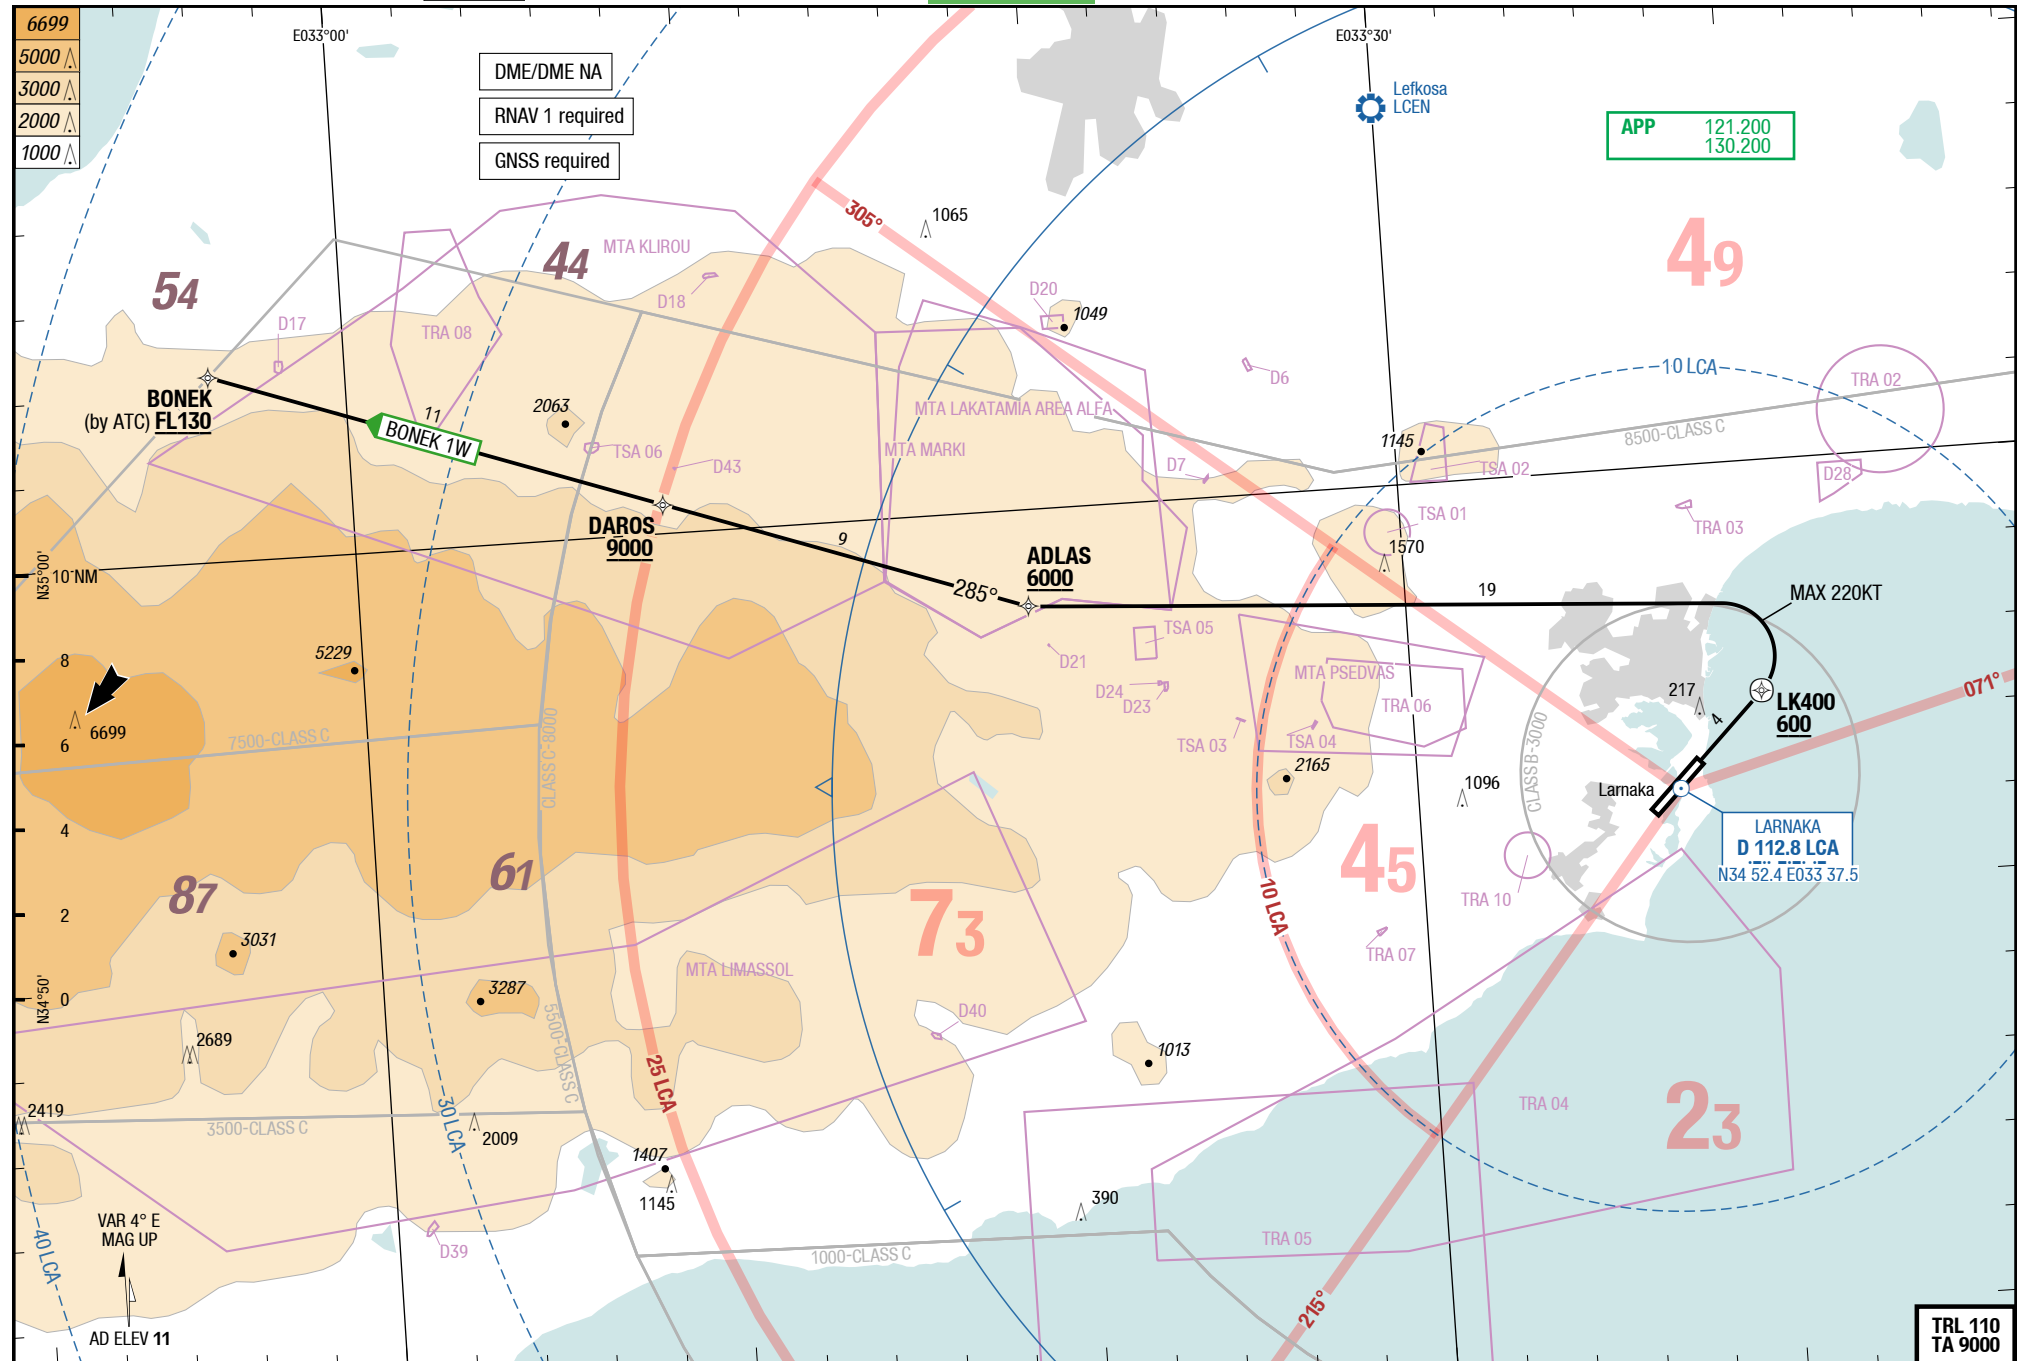 6699
5000
3000
2000
1000
E033°00'
E033°30'
DME/DME NA
RNAV 1 required
GNSS required
Lefkosa
LCEN
APP 121.200
130.200
305°
1065
49
54
44
MTA KLIROU
D18
D17
TRA 08
D20
1049
D6
10 LCA
TRA 02
BONEK
(by ATC) FL130
11
BONEK 1W
2063
TSA 06
D43
MTA LAKATAMIA AREA ALFA
MTA MARKI
D7
1145
TSA 02
8500-CLASS C
D28
TSA 01
TRA 03
1570
DAROS
9000
9
285°
ADLAS
6000
19
MAX 220KT
N35°00'
10 NM
8
6
4
2
0
N34°50'
5229
6699
7500-CLASS C
CLASS C-8000
TSA 05
D21
D24
D23
TSA 03
TSA 04
MTA PSEDVAS
TRA 06
2165
1096
217
LK400
600
4
071°
CLASS B-3000
Larnaka
LARNAKA
D 112.8 LCA
N34 52.4 E033 37.5
87
61
73
45
10 LCA
TRA 10
TRA 07
3031
3287
MTA LIMASSOL
D40
1013
2689
2419
5500-CLASS C
25 LCA
30 LCA
3500-CLASS C
2009
1407
1145
390
TRA 04
23
TRA 05
1000-CLASS C
D39
215°
40 LCA
VAR 4° E
MAG UP
AD ELEV 11
TRL 110
TA 9000